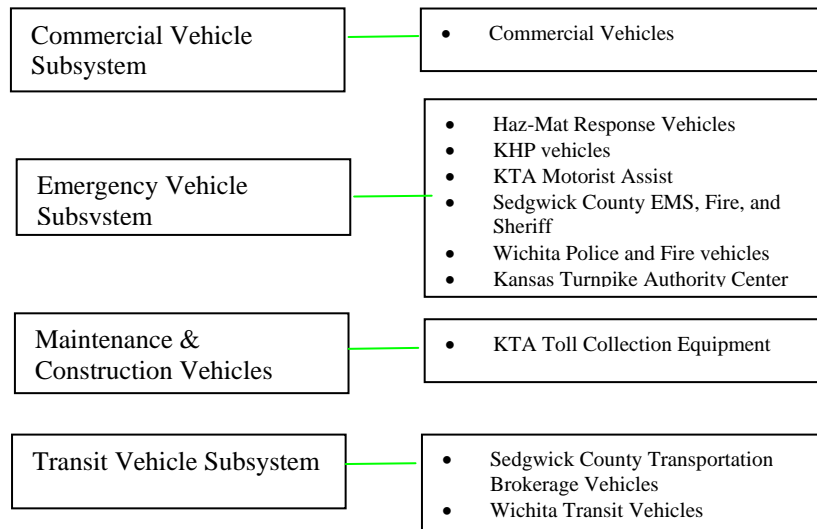 Commercial Vehicle
Subsystem
• Commercial Vehicles
Emergency Vehicle
Subsystem
• Haz-Mat Response Vehicles
• KHP vehicles
• KTA Motorist Assist
• Sedgwick County EMS, Fire, and
Sheriff
• Wichita Police and Fire vehicles
• Kansas Turnpike Authority Center
Maintenance &
Construction Vehicles
• KTA Toll Collection Equipment
Transit Vehicle Subsystem
• Sedgwick County Transportation
Brokerage Vehicles
• Wichita Transit Vehicles